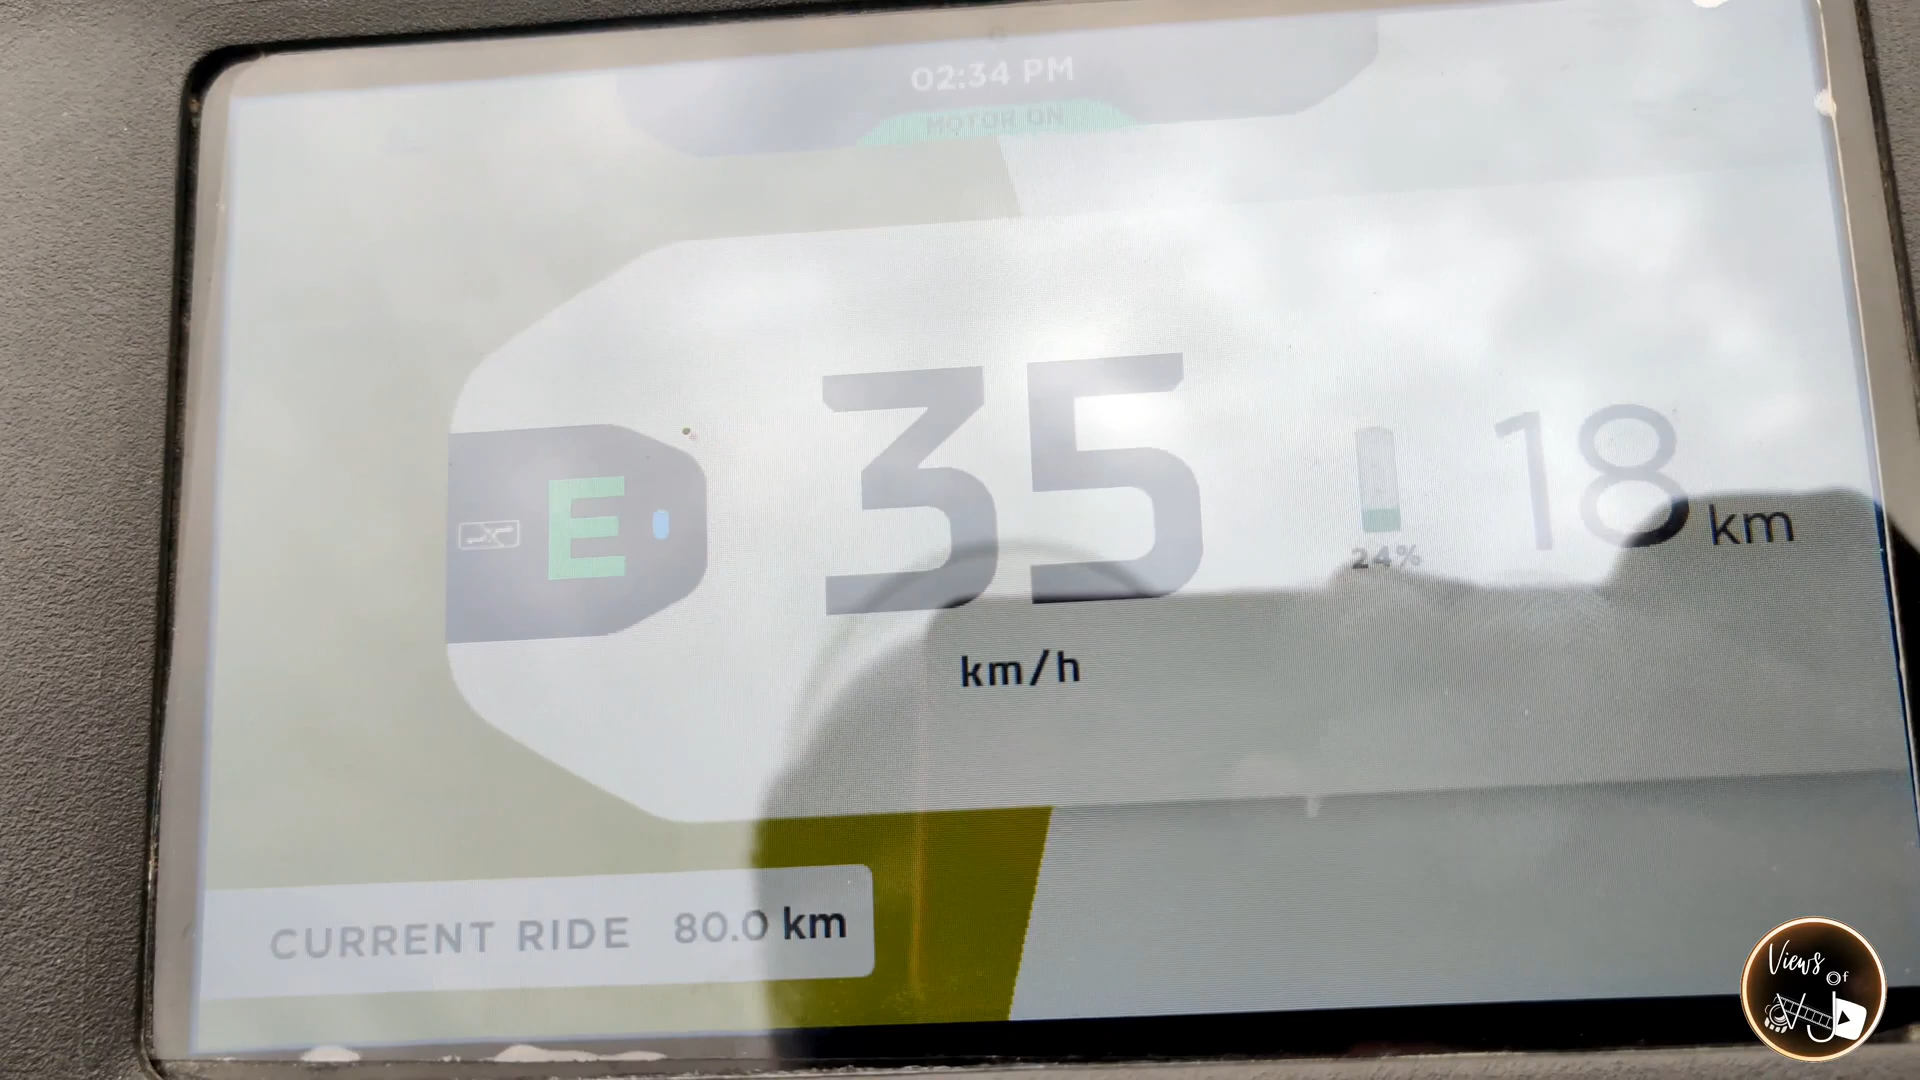 02:34 PM
MOTOR ON
E
35
km/h
24%
18 km
CURRENT RIDE 80.0 km
Views
Of